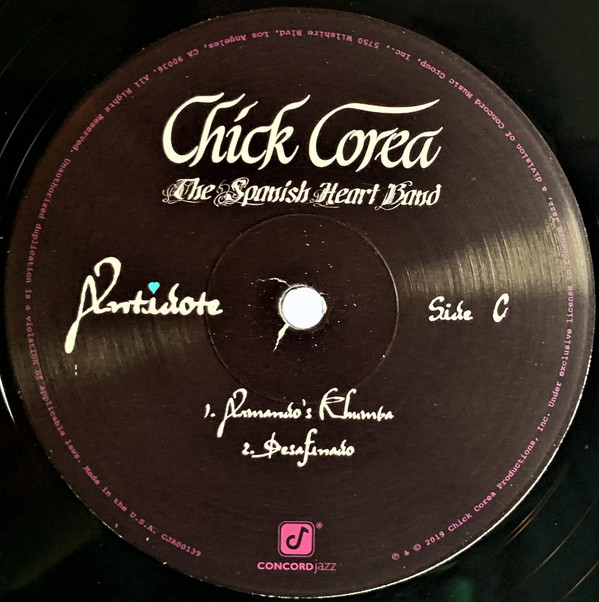 Chick Corea
The Spanish Heart Band
Antidote
Side C
1. Armando's Rhumba
2. Desafinado
CONCORD jazz
®
℗ & © 2019 Chick Corea Productions, Inc. Under exclusive license to Concord Jazz, a division of Concord Music Group, Inc., 5750 Wilshire Blvd, Los Angeles, CA 90036. All Rights Reserved. Unauthorized duplication is a violation of applicable laws. Made in the U.S.A. CJA00139